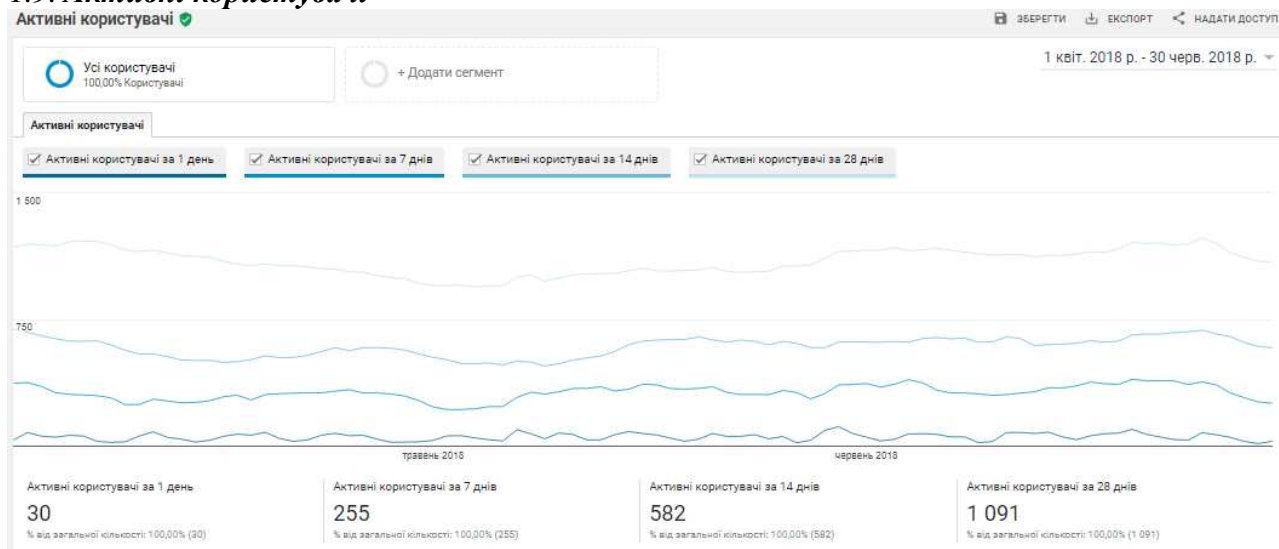 1.9. Активні користувачі
Активні користувачі
ЗБЕРЕГТИ ЕКСПОРТ НАДАТИ ДОСТУП
Усі користувачі
100,00% Користувачі
+ Додати сегмент
1 квіт. 2018 р. - 30 черв. 2018 р.
Активні користувачі
Активні користувачі за 1 день Активні користувачі за 7 днів Активні користувачі за 14 днів Активні користувачі за 28 днів
1 500
750
травень 2018 червень 2018
Активні користувачі за 1 день Активні користувачі за 7 днів Активні користувачі за 14 днів Активні користувачі за 28 днів
30 255 582 1 091
% від загальної кількості: 100,00% (30) % від загальної кількості: 100,00% (255) % від загальної кількості: 100,00% (582) % від загальної кількості: 100,00% (1 091)